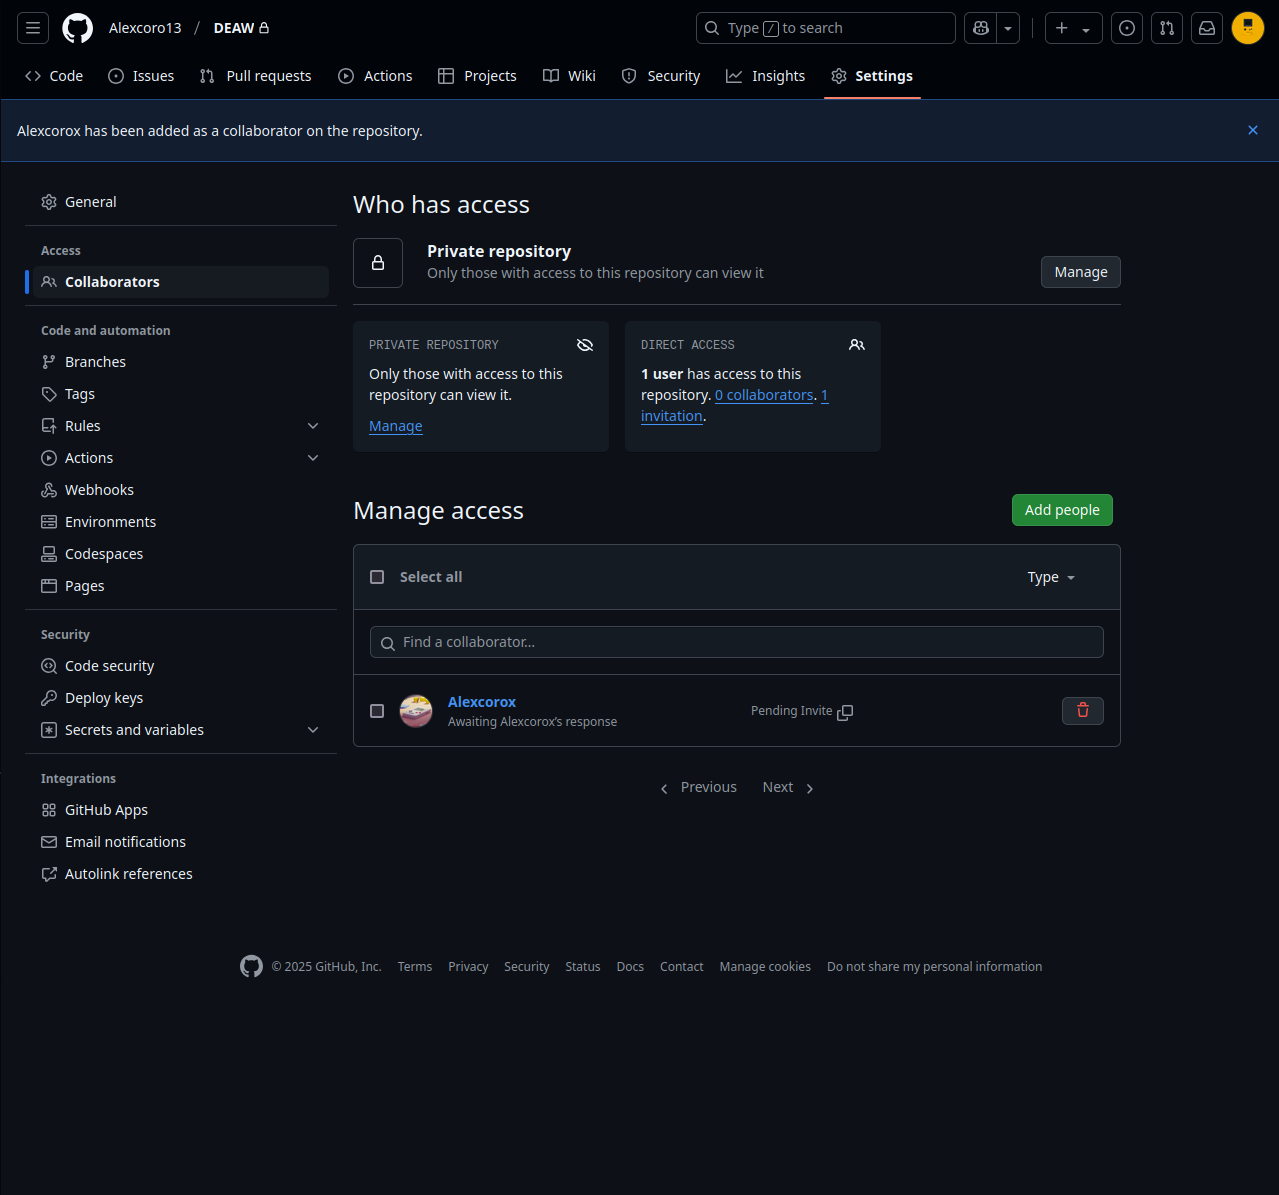 Alexcoro13 / DEAW
Type / to search
Code
Issues
Pull requests
Actions
Projects
Wiki
Security
Insights
Settings
Alexcorox has been added as a collaborator on the repository.
General
Access
Collaborators
Code and automation
Branches
Tags
Rules
Actions
Webhooks
Environments
Codespaces
Pages
Security
Code security
Deploy keys
Secrets and variables
Integrations
GitHub Apps
Email notifications
Autolink references
Who has access
Private repository
Only those with access to this repository can view it
Manage
PRIVATE REPOSITORY
Only those with access to this
repository can view it.
Manage
DIRECT ACCESS
1 user has access to this
repository. 0 collaborators. 1
invitation.
Manage access
Add people
Select all
Type
Find a collaborator...
Alexcorox
Awaiting Alexcorox's response
Pending Invite
Previous
Next
© 2025 GitHub, Inc.
Terms
Privacy
Security
Status
Docs
Contact
Manage cookies
Do not share my personal information